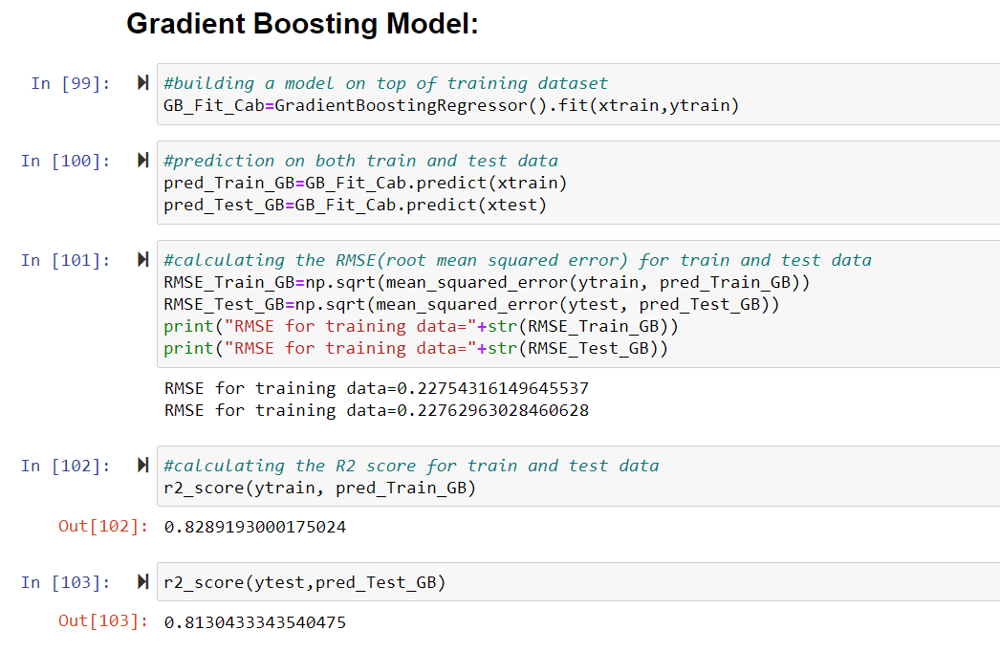 Gradient Boosting Model:
In [99]:
#building a model on top of training dataset
GB_Fit_Cab=GradientBoostingRegressor().fit(xtrain,ytrain)
In [100]:
#prediction on both train and test data
pred_Train_GB=GB_Fit_Cab.predict(xtrain)
pred_Test_GB=GB_Fit_Cab.predict(xtest)
In [101]:
#calculating the RMSE(root mean squared error) for train and test data
RMSE_Train_GB=np.sqrt(mean_squared_error(ytrain, pred_Train_GB))
RMSE_Test_GB=np.sqrt(mean_squared_error(ytest, pred_Test_GB))
print("RMSE for training data="+str(RMSE_Train_GB))
print("RMSE for training data="+str(RMSE_Test_GB))
RMSE for training data=0.22754316149645537
RMSE for training data=0.22762963028460628
In [102]:
#calculating the R2 score for train and test data
r2_score(ytrain, pred_Train_GB)
Out[102]: 0.8289193000175024
In [103]:
r2_score(ytest,pred_Test_GB)
Out[103]: 0.8130433343540475